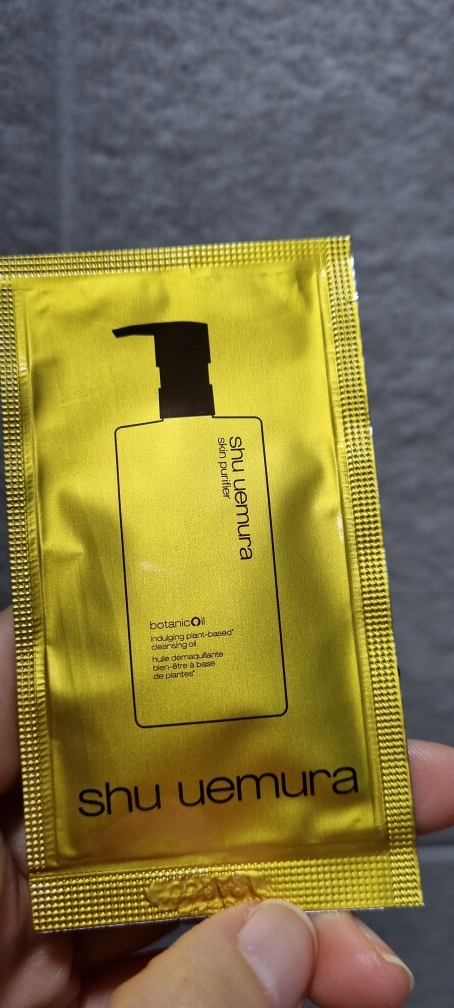 shu uemura
skin purifier
botanicOil
indulging plant-based*
cleansing oil
huile démaquillante
bien-être à base
de plantes*
shu uemura